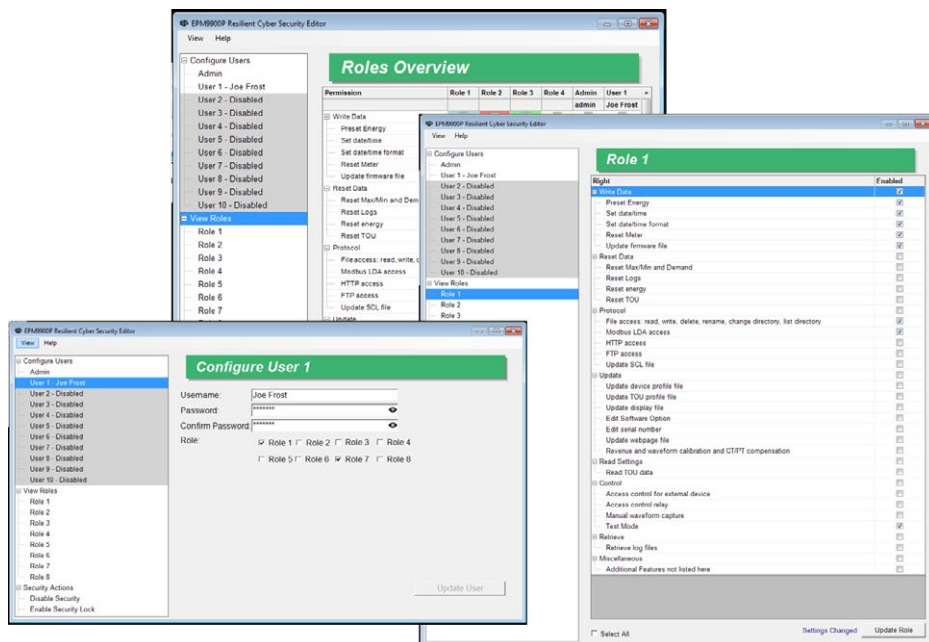 EPM9900P Resilient Cyber Security Editor
View Help
Configure Users
Admin
User 1 - Joe Frost
User 2 - Disabled
User 3 - Disabled
User 4 - Disabled
User 5 - Disabled
User 6 - Disabled
User 7 - Disabled
User 8 - Disabled
User 9 - Disabled
User 10 - Disabled
View Roles
Role 1
Role 2
Role 3
Role 4
Role 5
Role 6
Role 7
Roles Overview
Permission Role 1 Role 2 Role 3 Role 4 Admin User 1
admin Joe Frost
Write Data
Preset Energy
Set date/time
Set date/time format
Reset Meter
Update firmware file
Reset Data
Reset Max/Min and Dem
Reset Logs
Reset energy
Reset TOU
Protocol
File access: read, write, d
Modbus LDA access
HTTP access
FTP access
Update SCL file
Update
EPM9900P Resilient Cyber Security Editor
View Help
Configure Users
Admin
User 1 - Joe Frost
User 2 - Disabled
User 3 - Disabled
User 4 - Disabled
User 5 - Disabled
User 6 - Disabled
User 7 - Disabled
User 8 - Disabled
User 9 - Disabled
User 10 - Disabled
View Roles
Role 1
Role 2
Role 3
Role 1
Right Enabled
Write Data
Preset Energy
Set date/time
Set date/time format
Reset Meter
Update firmware file
Reset Data
Reset Max/Min and Demand
Reset Logs
Reset energy
Reset TOU
Protocol
File access: read, write, delete, rename, change directory, list directory
Modbus LDA access
HTTP access
FTP access
Update SCL file
Update
Update device profile file
Update TOU profile file
Update display file
Edit Software Option
Edit serial number
Update webpage file
Revenue and waveform calibration and CT/PT compensation
Read Settings
Read TOU data
Control
Access control for external device
Access control relay
Manual waveform capture
Test Mode
Retrieve
Retrieve log files
Miscellaneous
Additional Features not listed here
Select All Settings Changed Update Role
EPM9900P Resilient Cyber Security Editor
View Help
Configure Users
Admin
User 1 - Joe Frost
User 2 - Disabled
User 3 - Disabled
User 4 - Disabled
User 5 - Disabled
User 6 - Disabled
User 7 - Disabled
User 8 - Disabled
User 9 - Disabled
User 10 - Disabled
View Roles
Role 1
Role 2
Role 3
Role 4
Role 5
Role 6
Role 7
Role 8
Security Actions
Disable Security
Enable Security Lock
Configure User 1
Username: Joe Frost
Password: *******
Confirm Password: *******
Role: Role 1 Role 2 Role 3 Role 4
Role 5 Role 6 Role 7 Role 8
Update User